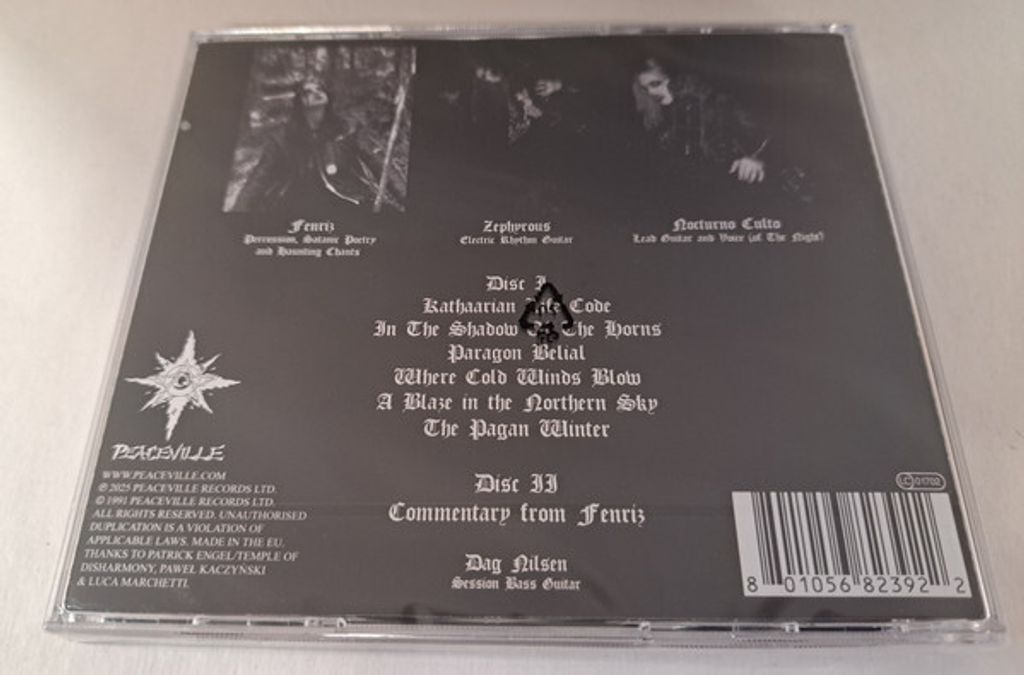 Fenriz
Percussion, Satanic Poetry
and Haunting Chants
Zephyrous
Electric Rhythm Guitar
Nocturno Culto
Lead Guitar and Voice (of The Night)
Disc I
Kathaarian Life Code
In The Shadow Of The Horns
Paragon Belial
Where Cold Winds Blow
A Blaze in the Northern Sky
The Pagan Winter
Disc II
Commentary from Fenriz
Dag Nilsen
Session Bass Guitar
PEACEVILLE
WWW.PEACEVILLE.COM
℗ 2025 PEACEVILLE RECORDS LTD.
© 1991 PEACEVILLE RECORDS LTD.
ALL RIGHTS RESERVED. UNAUTHORISED
DUPLICATION IS A VIOLATION OF
APPLICABLE LAWS. MADE IN THE EU.
THANKS TO PATRICK ENGEL/TEMPLE OF
DISHARMONY, PAWEŁ KACZYŃSKI
& LUCA MARCHETTI.
LC 01702
8 01056 82392 2